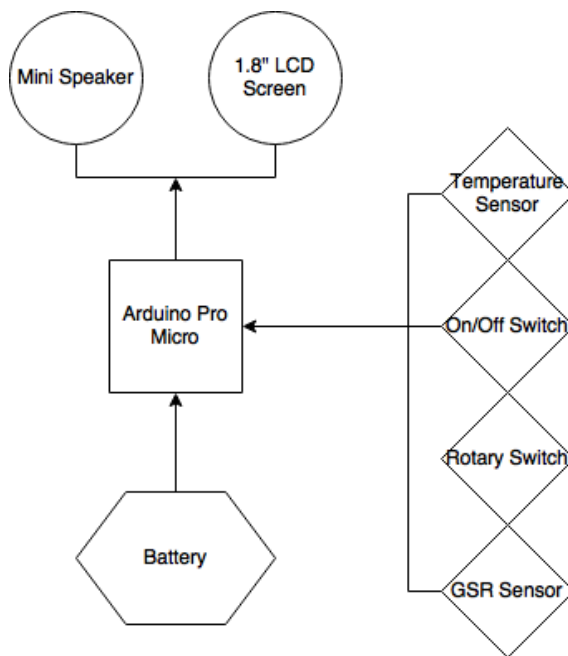 Mini Speaker
1.8" LCD
Screen
Temperature
Sensor
Arduino Pro
Micro
On/Off Switch
Rotary Switch
Battery
GSR Sensor